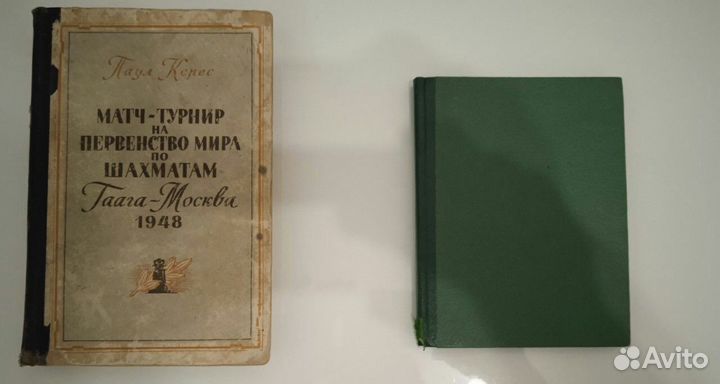 Паул Керес
МАТЧ-ТУРНИР
НА
ПЕРВЕНСТВО МИРА
ПО
ШАХМАТАМ
Гаага-Москва
1948
Avito